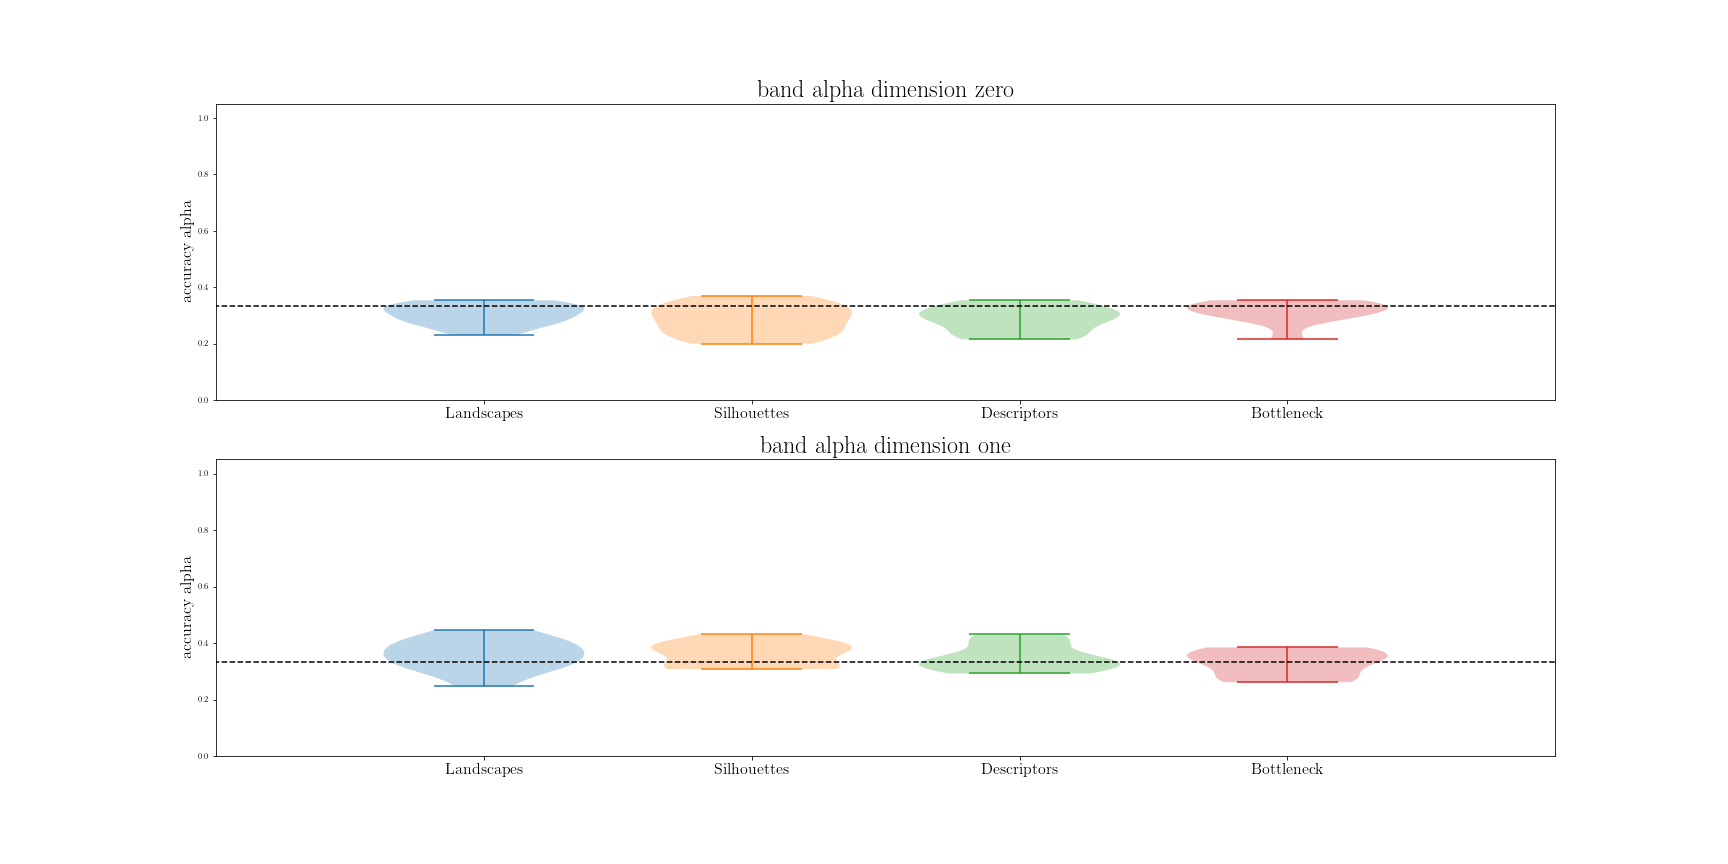 band alpha dimension zero
accuracy alpha
1.0
0.8
0.6
0.4
0.2
0.0
Landscapes Silhouettes Descriptors Bottleneck
band alpha dimension one
accuracy alpha
1.0
0.8
0.6
0.4
0.2
0.0
Landscapes Silhouettes Descriptors Bottleneck